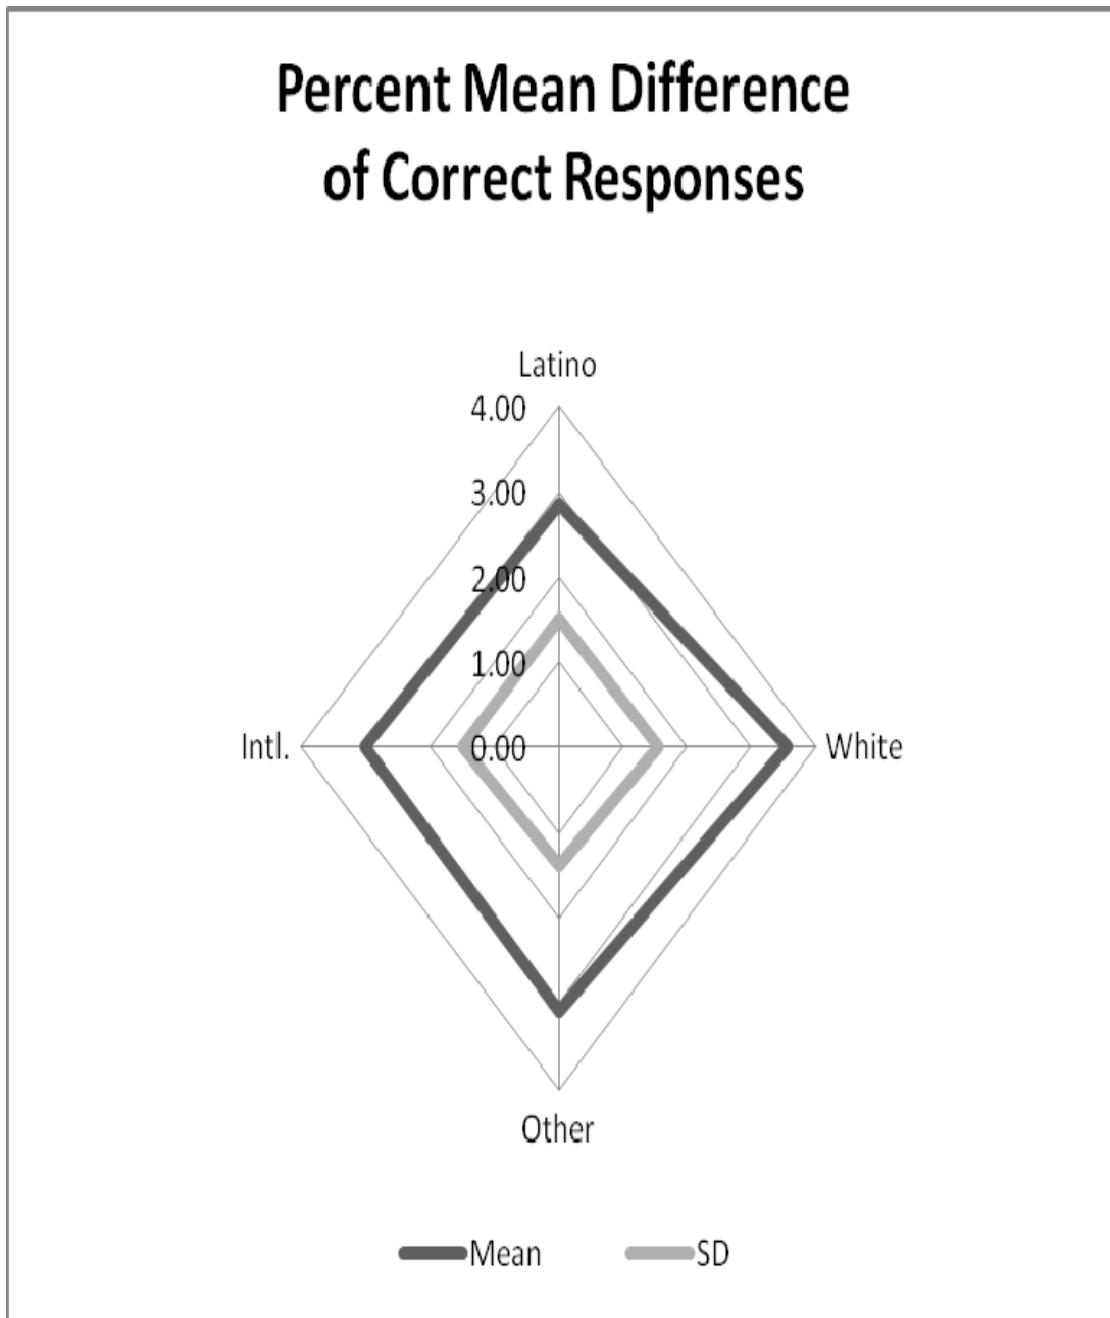 Percent Mean Difference
of Correct Responses
Latino
4.00
3.00
2.00
1.00
Intl.
0.00
White
Other
Mean
SD